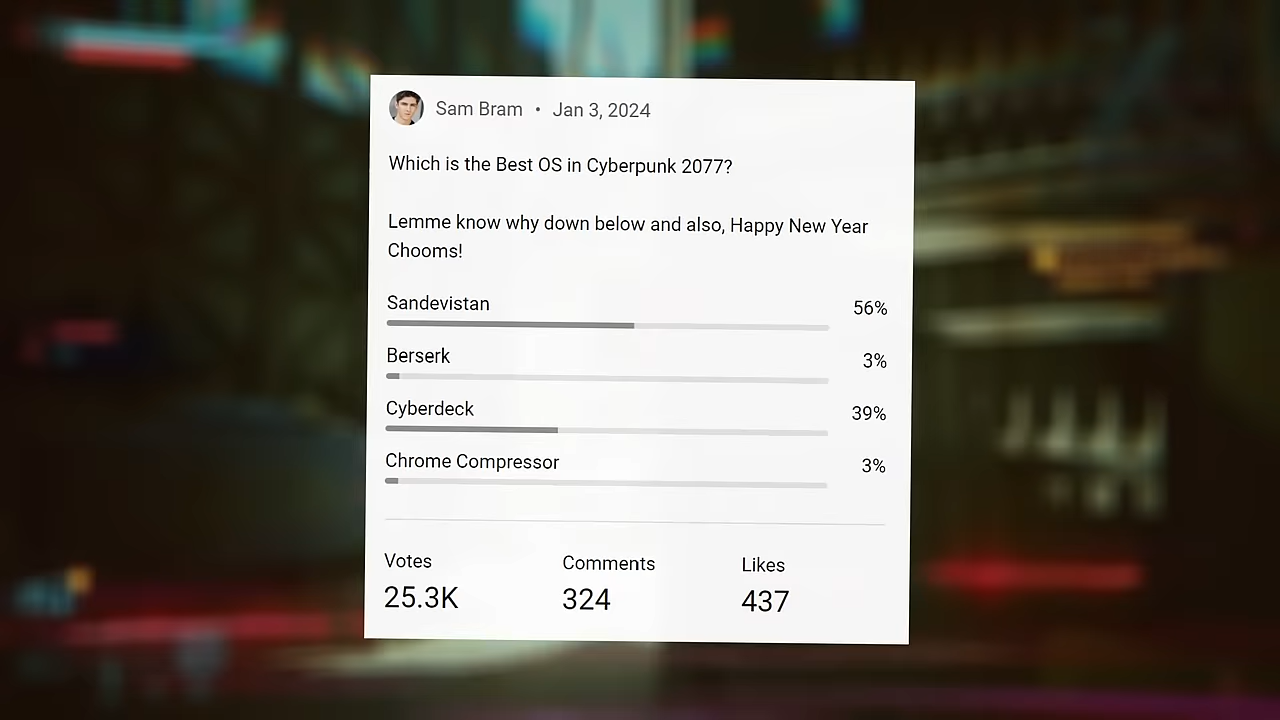 Sam Bram • Jan 3, 2024
Which is the Best OS in Cyberpunk 2077?
Lemme know why down below and also, Happy New Year
Chooms!
Sandevistan 56%
Berserk 3%
Cyberdeck 39%
Chrome Compressor 3%
Votes Comments Likes
25.3K 324 437